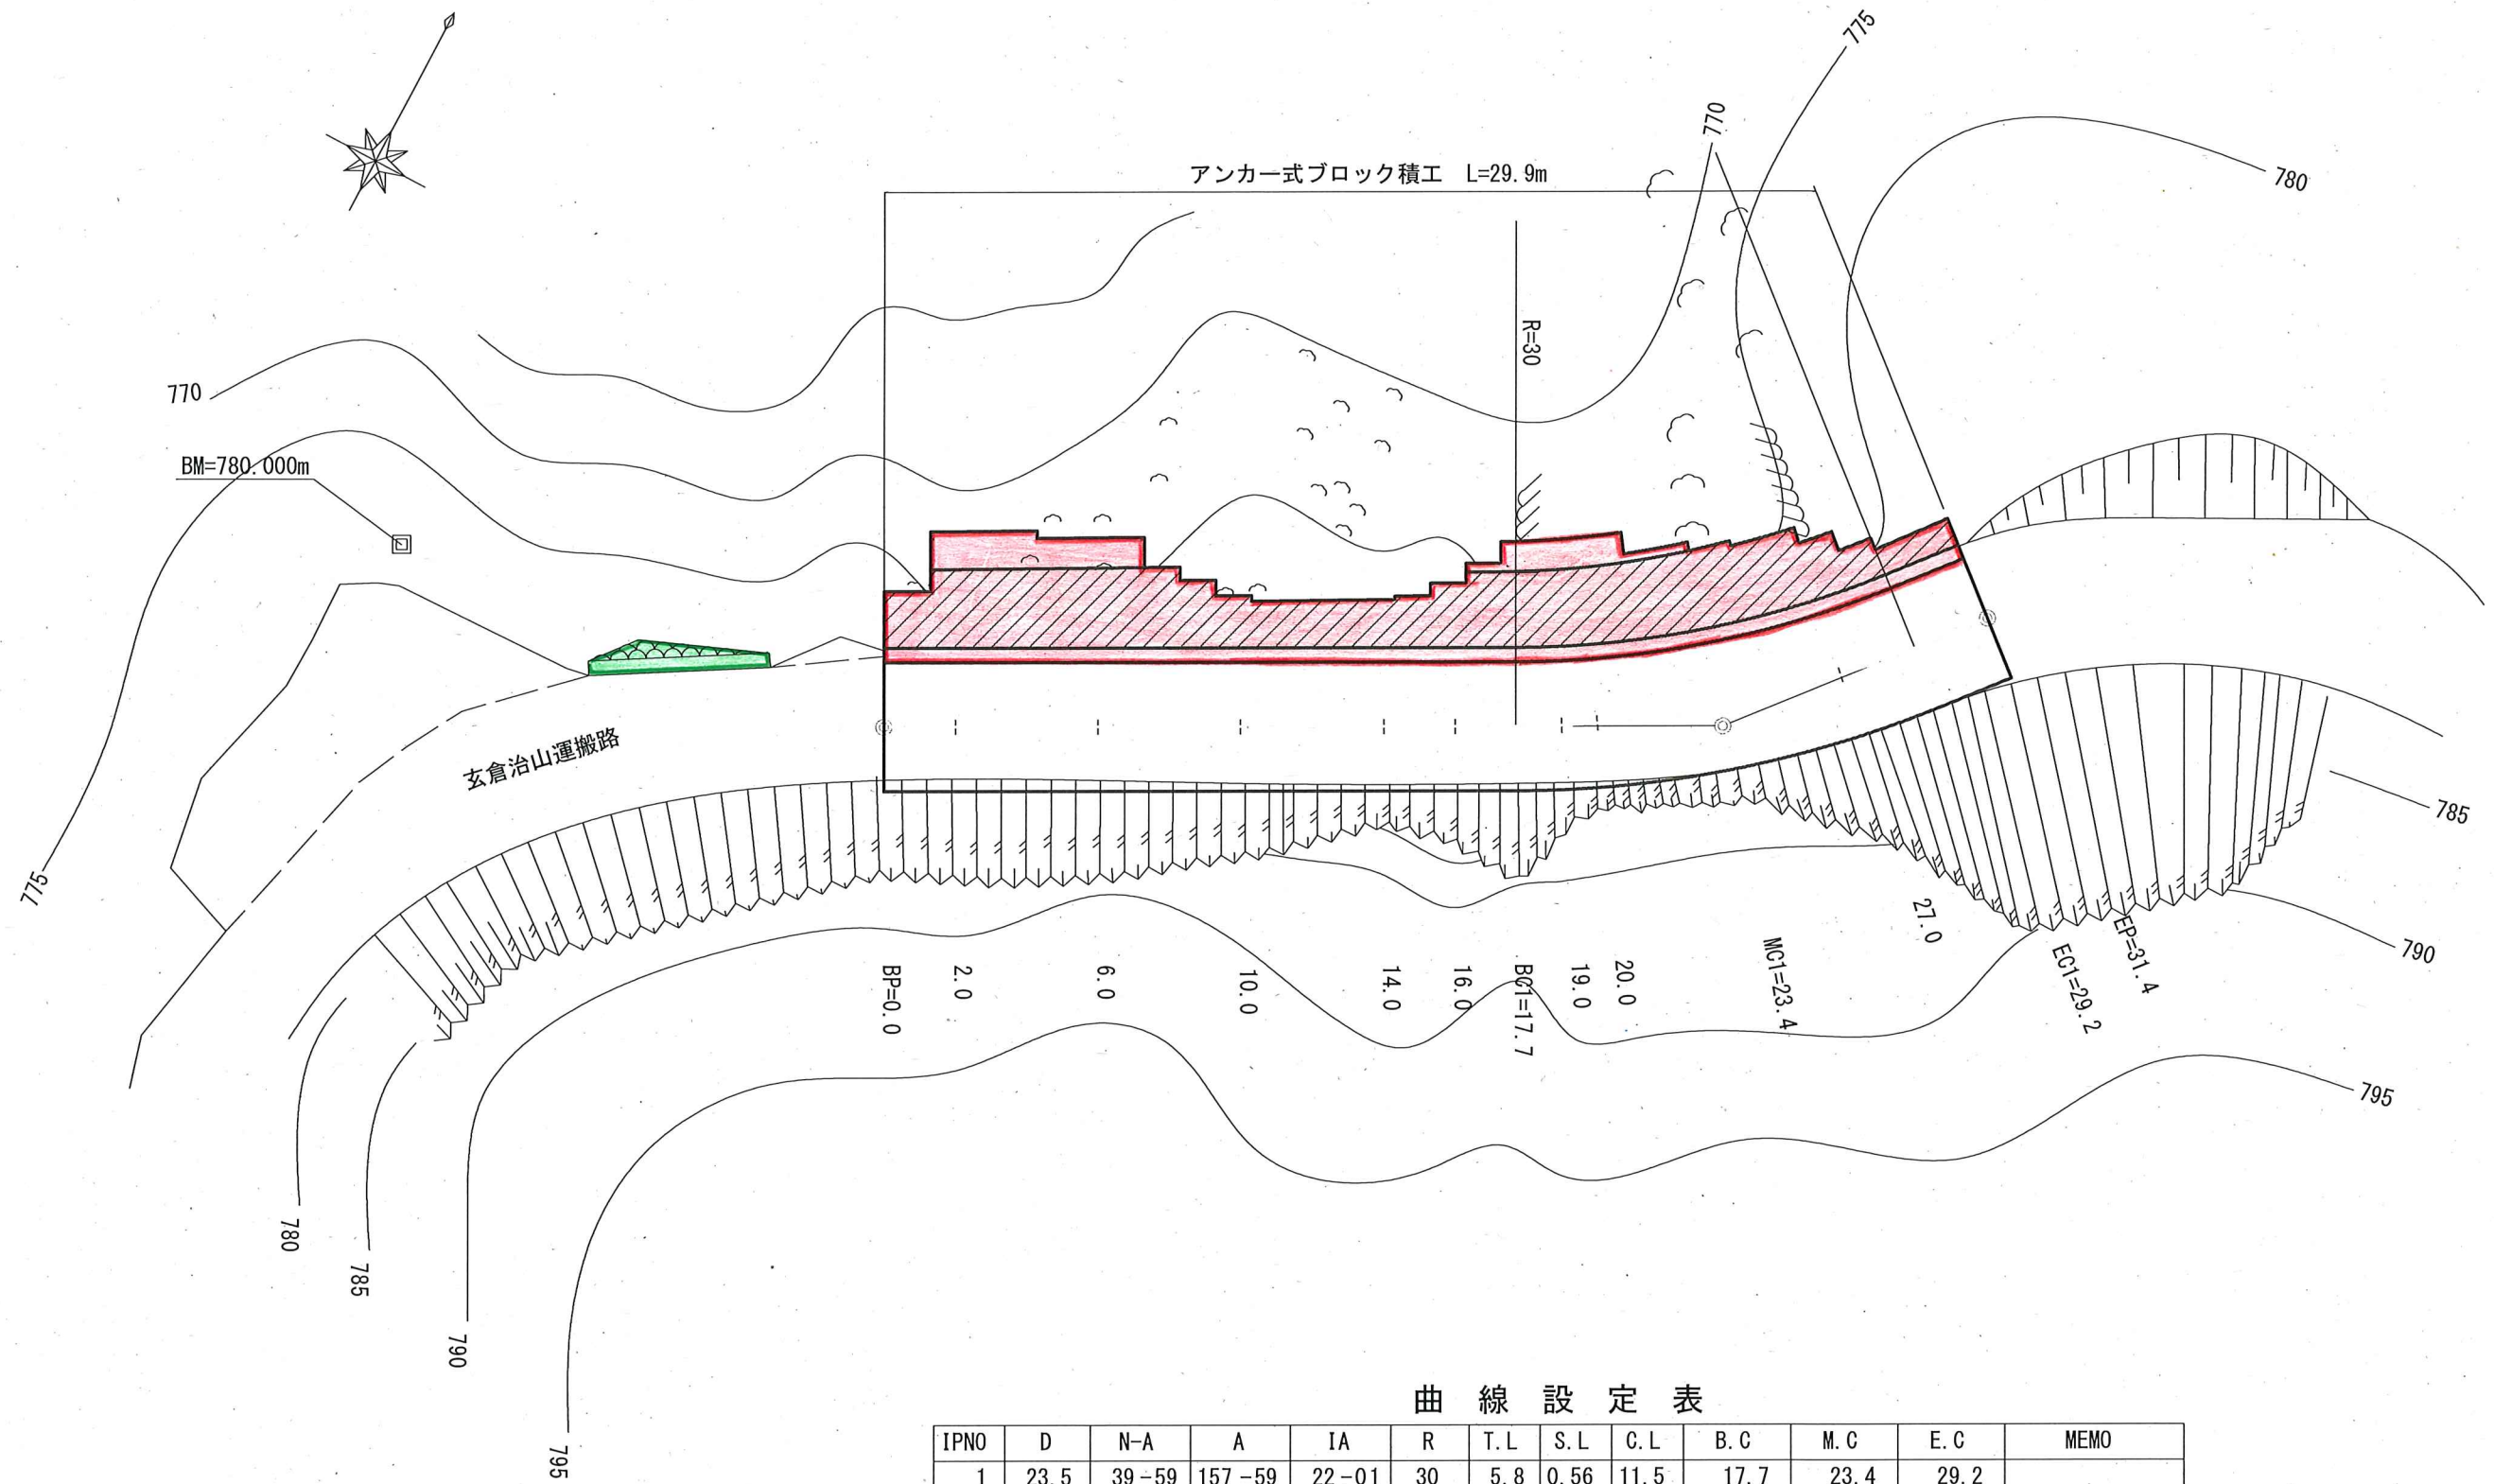 775
770
780
アンカー式ブロック積工 L=29.9m
R=30
770
BM=780.000m
玄倉治山運搬路
775
785
790
27.0
EP=31.4
EC1=29.2
MC1=23.4
BP=0.0
2.0
6.0
10.0
14.0
16.0
BC1=17.7
19.0
20.0
795
780
785
790
795
曲線設定表
IPNO D N-A A IA R T.L S.L C.L B.C M.C E.C MEMO
1 23.5 39-59 157-59 22-01 30 5.8 0.56 11.5 17.7 23.4 29.2